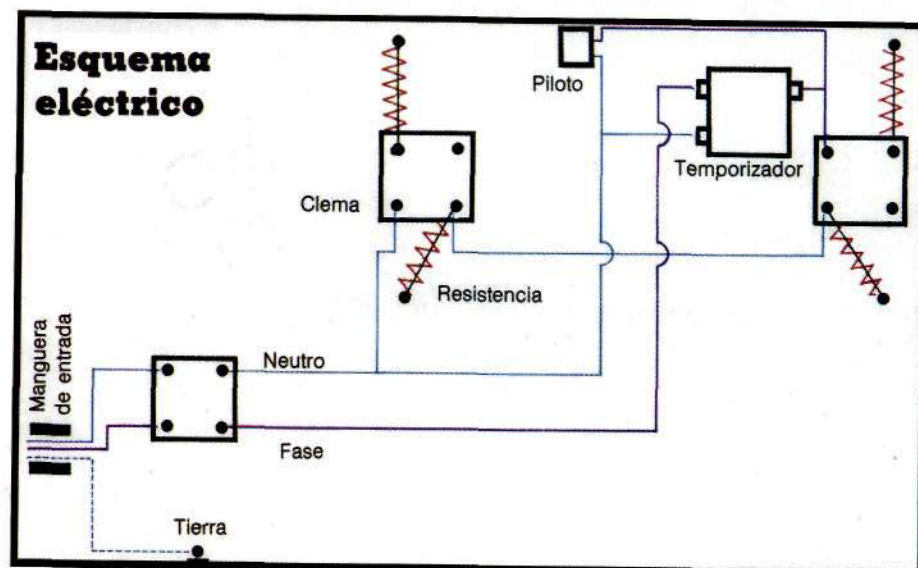 Esquema
eléctrico
Piloto
Temporizador
Clema
Resistencia
Manguera
de entrada
Neutro
Fase
Tierra